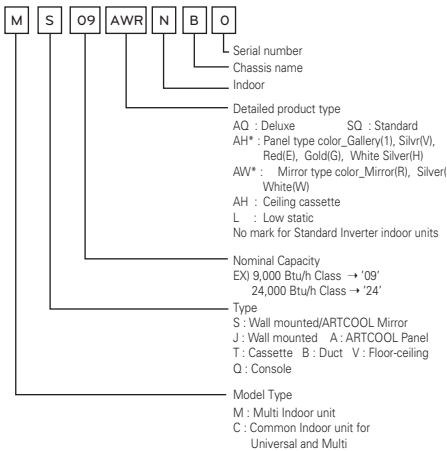 M S 09 AWR N B 0
Serial number
Chassis name
Indoor
Detailed product type
AQ : Deluxe SQ : Standard
AH* : Panel type color_Gallery(1), Silvr(V),
Red(E), Gold(G), White Silver(H)
AW* : Mirror type color_Mirror(R), Silver(
White(W)
AH : Ceiling cassette
L : Low static
No mark for Standard Inverter indoor units
Nominal Capacity
EX) 9,000 Btu/h Class → '09'
24,000 Btu/h Class → '24'
Type
S : Wall mounted/ARTCOOL Mirror
J : Wall mounted A : ARTCOOL Panel
T : Cassette B : Duct V : Floor-ceiling
Q : Console
Model Type
M : Multi Indoor unit
C : Common Indoor unit for
Universal and Multi